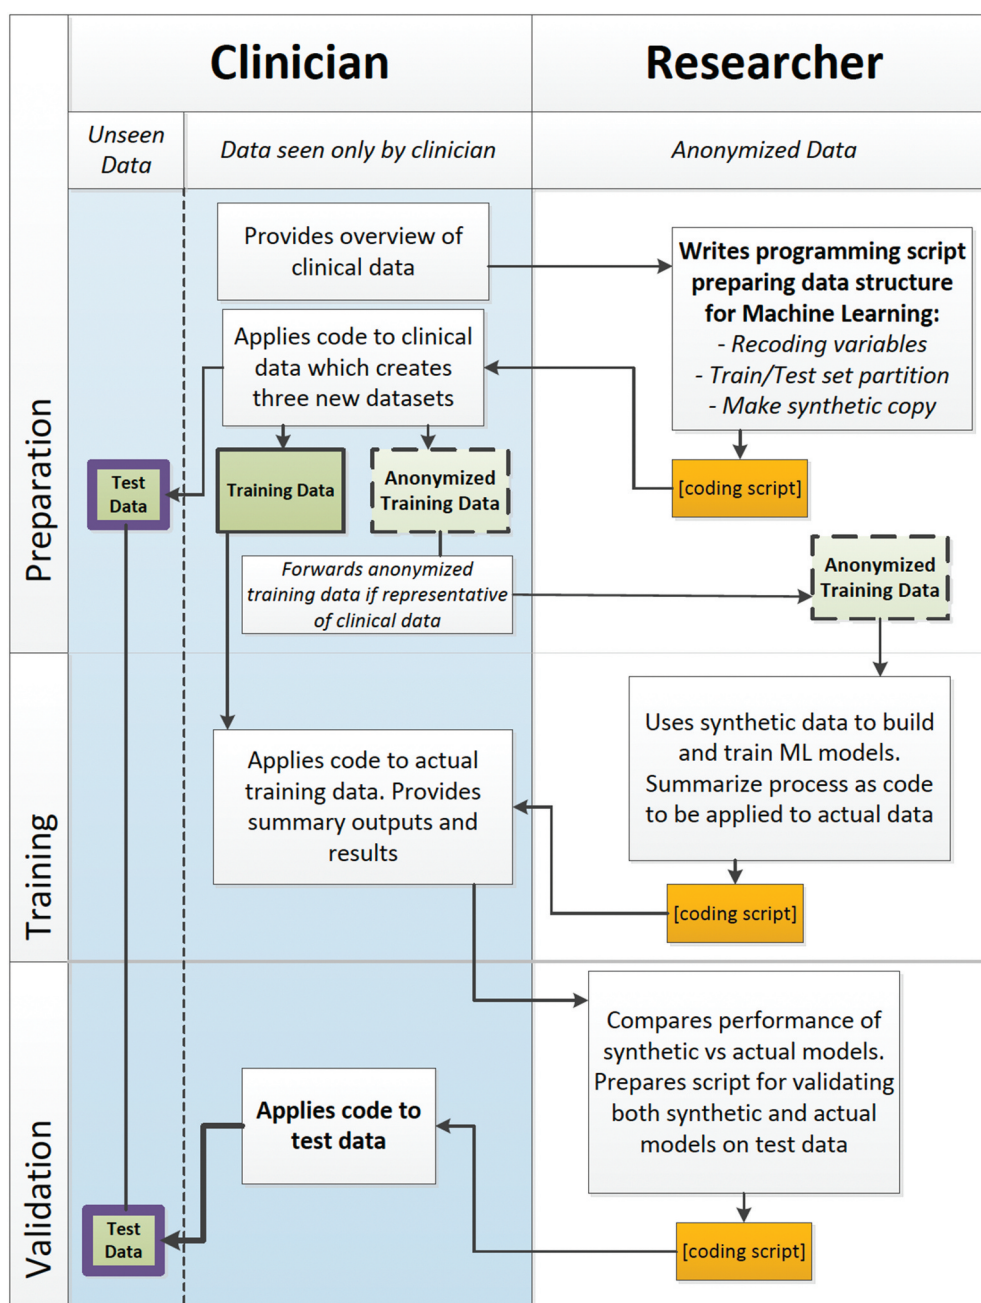 Clinician
Researcher
Unseen
Data
Data seen only by clinician
Anonymized Data
Preparation
Provides overview of
clinical data
Writes programming script
preparing data structure
for Machine Learning:
- Recoding variables
- Train/Test set partition
- Make synthetic copy
Applies code to clinical
data which creates
three new datasets
Test
Data
Training Data
Anonymized
Training Data
[coding script]
Forwards anonymized
training data if representative
of clinical data
Anonymized
Training Data
Training
Uses synthetic data to build
and train ML models.
Summarize process as code
to be applied to actual data
Applies code to actual
training data. Provides
summary outputs and
results
[coding script]
Validation
Compares performance of
synthetic vs actual models.
Prepares script for validating
both synthetic and actual
models on test data
Applies code to
test data
Test
Data
[coding script]